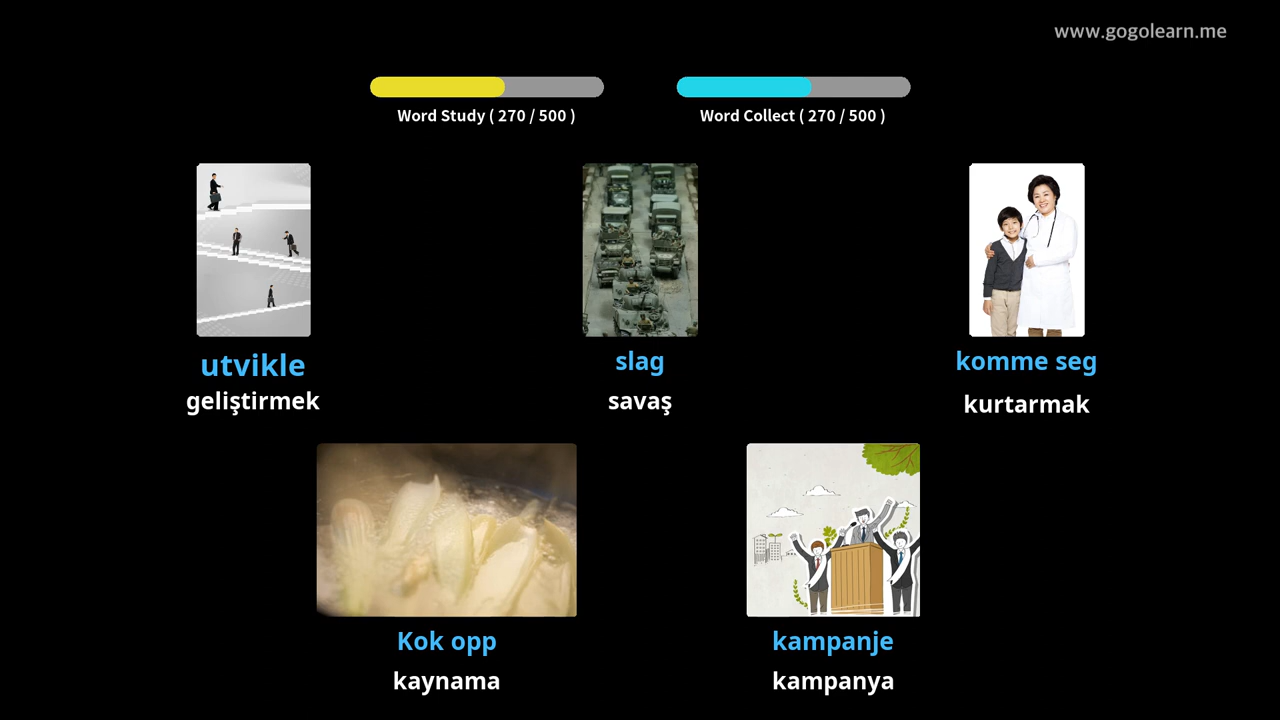 www.gogolearn.me
Word Study ( 270 / 500 )
Word Collect ( 270 / 500 )
utvikle
geliştirmek
slag
savaş
komme seg
kurtarmak
Kok opp
kaynama
kampanje
kampanya